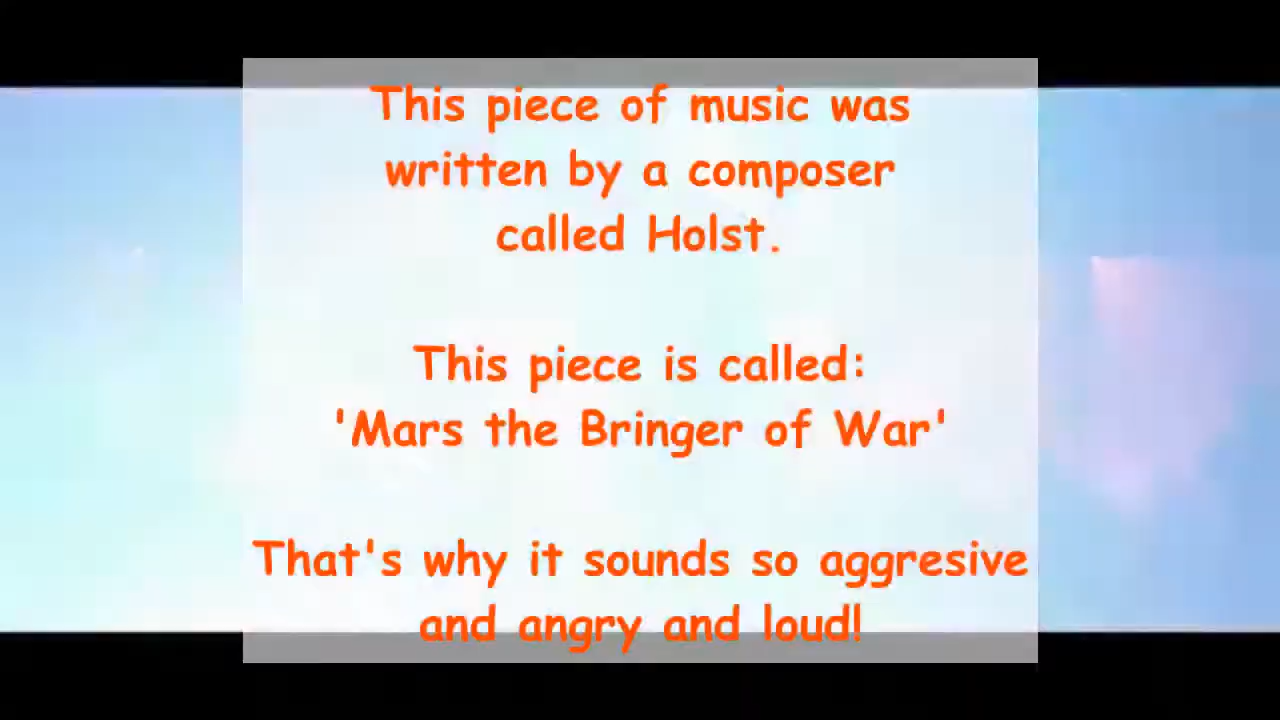 This piece of music was
written by a composer
called Holst.
This piece is called:
'Mars the Bringer of War'
That's why it sounds so aggresive
and angry and loud!